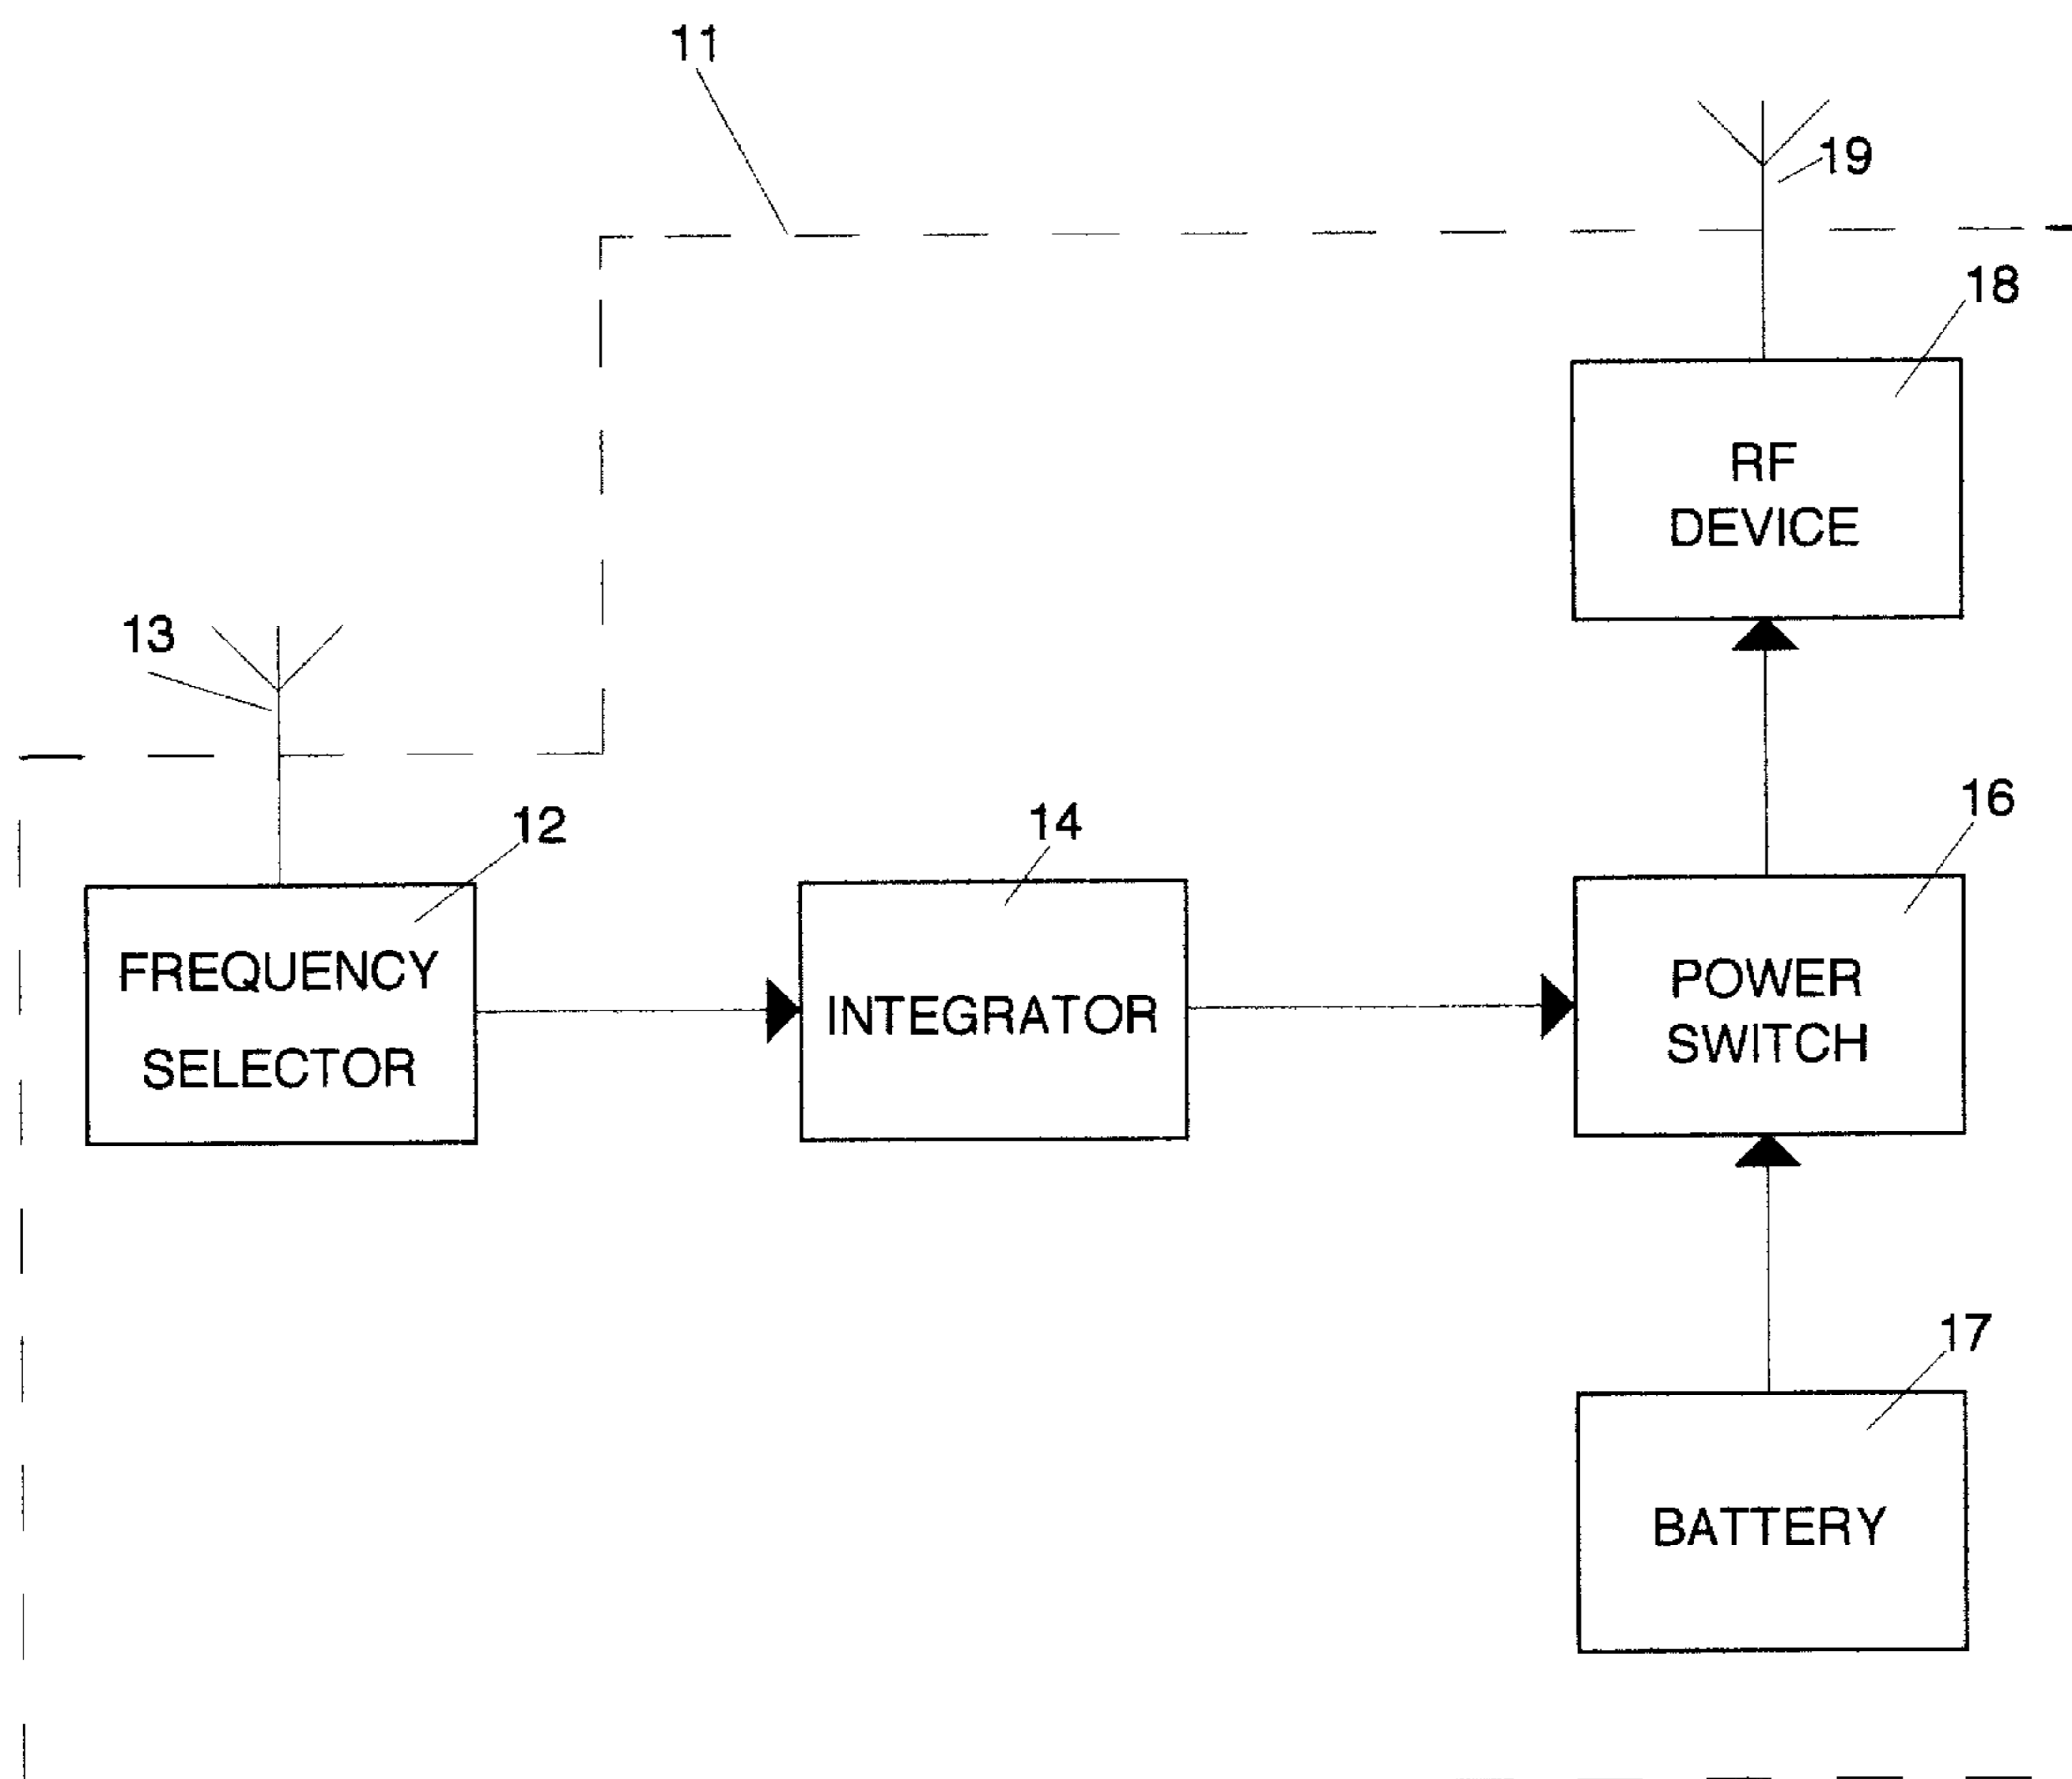 11
19
18
RF
DEVICE
13
12
14
16
FREQUENCY
SELECTOR
INTEGRATOR
POWER
SWITCH
17
BATTERY